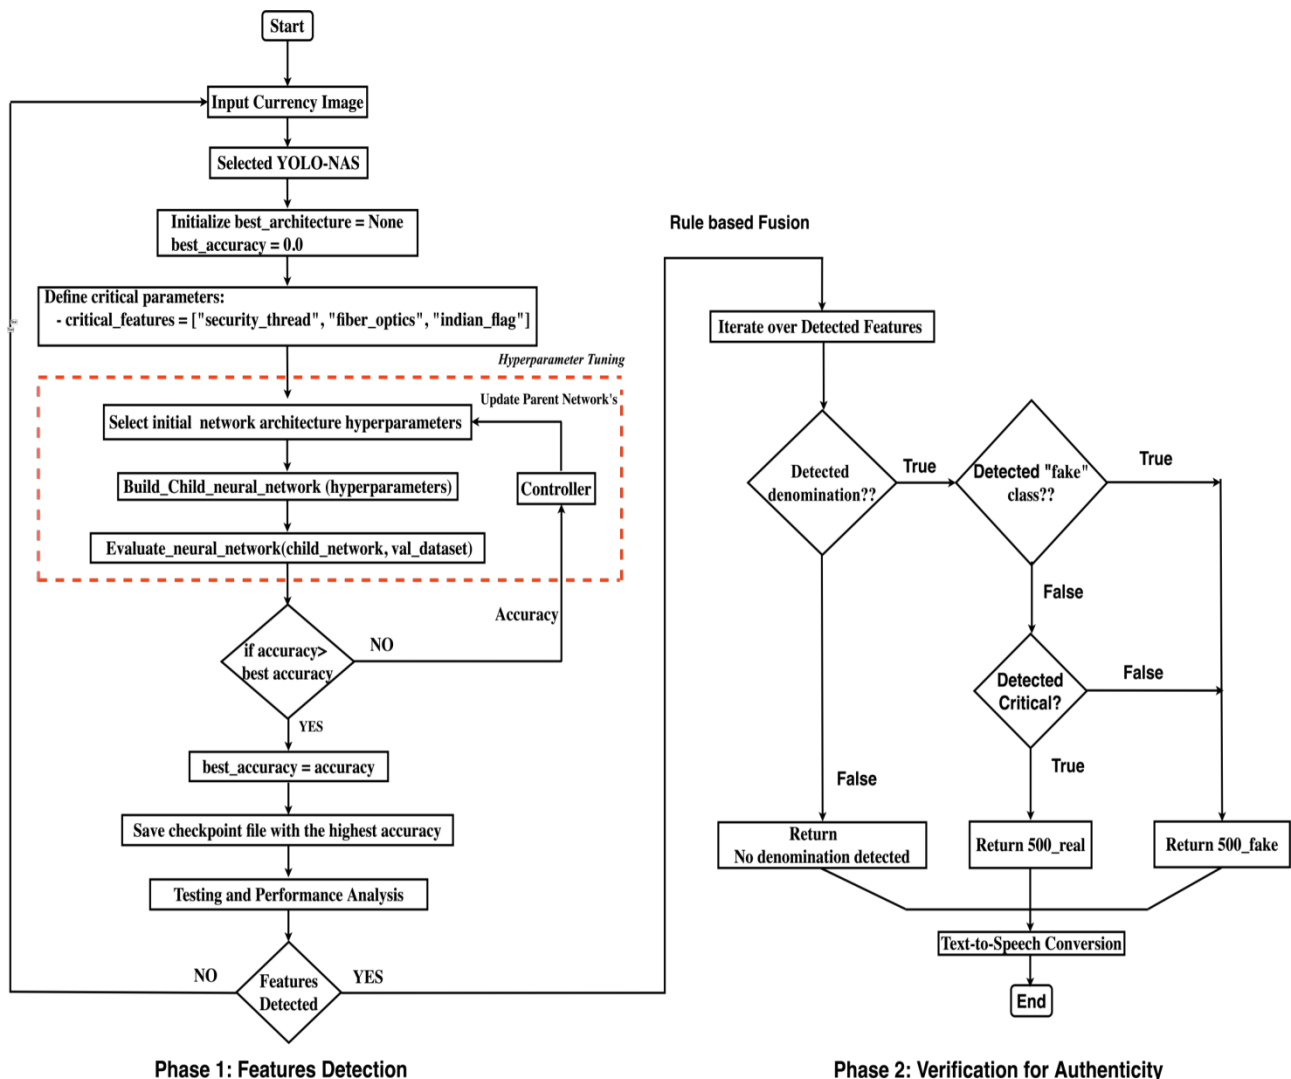 Start
Input Currency Image
Selected YOLO-NAS
Initialize best_architecture = None
best_accuracy = 0.0
Define critical parameters:
- critical_features = ["security_thread", "fiber_optics", "indian_flag"]
Hyperparameter Tuning
Update Parent Network's
Select initial network architecture hyperparameters
Build_Child_neural_network (hyperparameters)
Controller
Evaluate_neural_network(child_network, val_dataset)
Accuracy
if accuracy>
best accuracy
NO
YES
best_accuracy = accuracy
Save checkpoint file with the highest accuracy
Testing and Performance Analysis
Features
Detected
NO
YES
Phase 1: Features Detection
Rule based Fusion
Iterate over Detected Features
Detected
denomination??
True
Detected "fake"
class??
True
False
Detected
Critical?
False
True
False
Return
No denomination detected
Return 500_real
Return 500_fake
Text-to-Speech Conversion
End
Phase 2: Verification for Authenticity